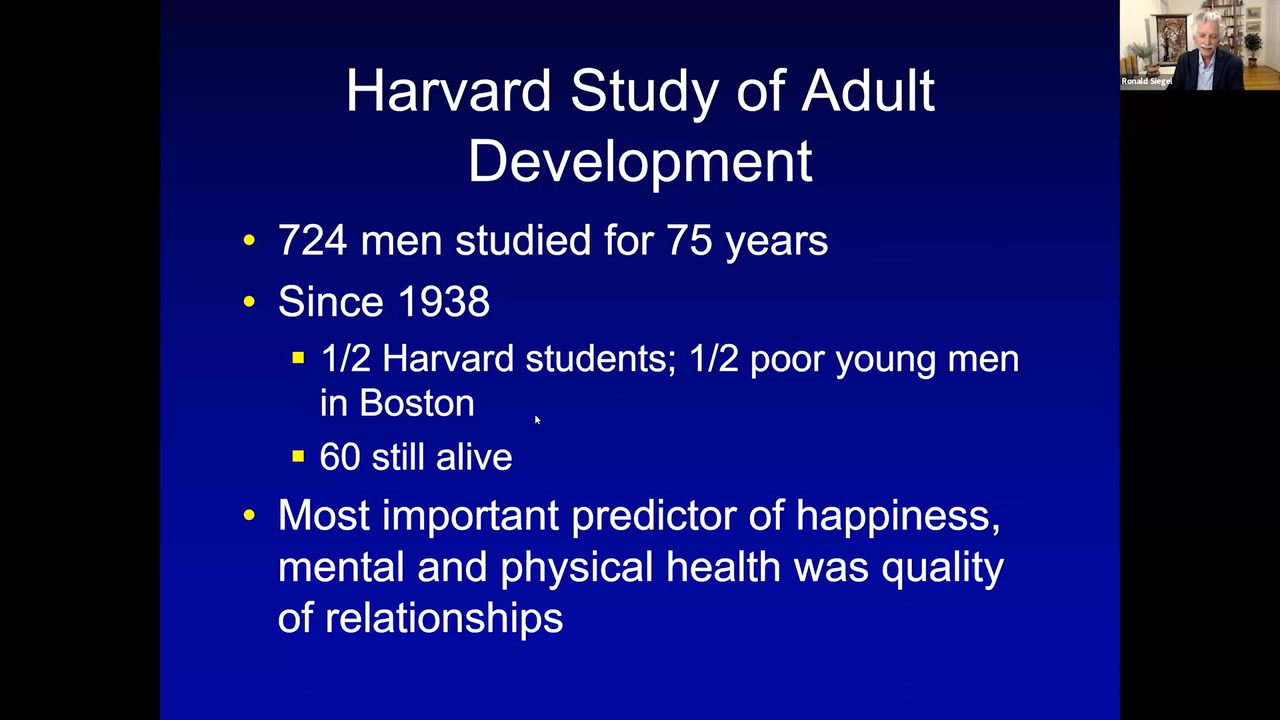 Harvard Study of Adult
Development
• 724 men studied for 75 years
• Since 1938
▪ 1/2 Harvard students; 1/2 poor young men
in Boston
▪ 60 still alive
• Most important predictor of happiness,
mental and physical health was quality
of relationships
Ronald Siegel